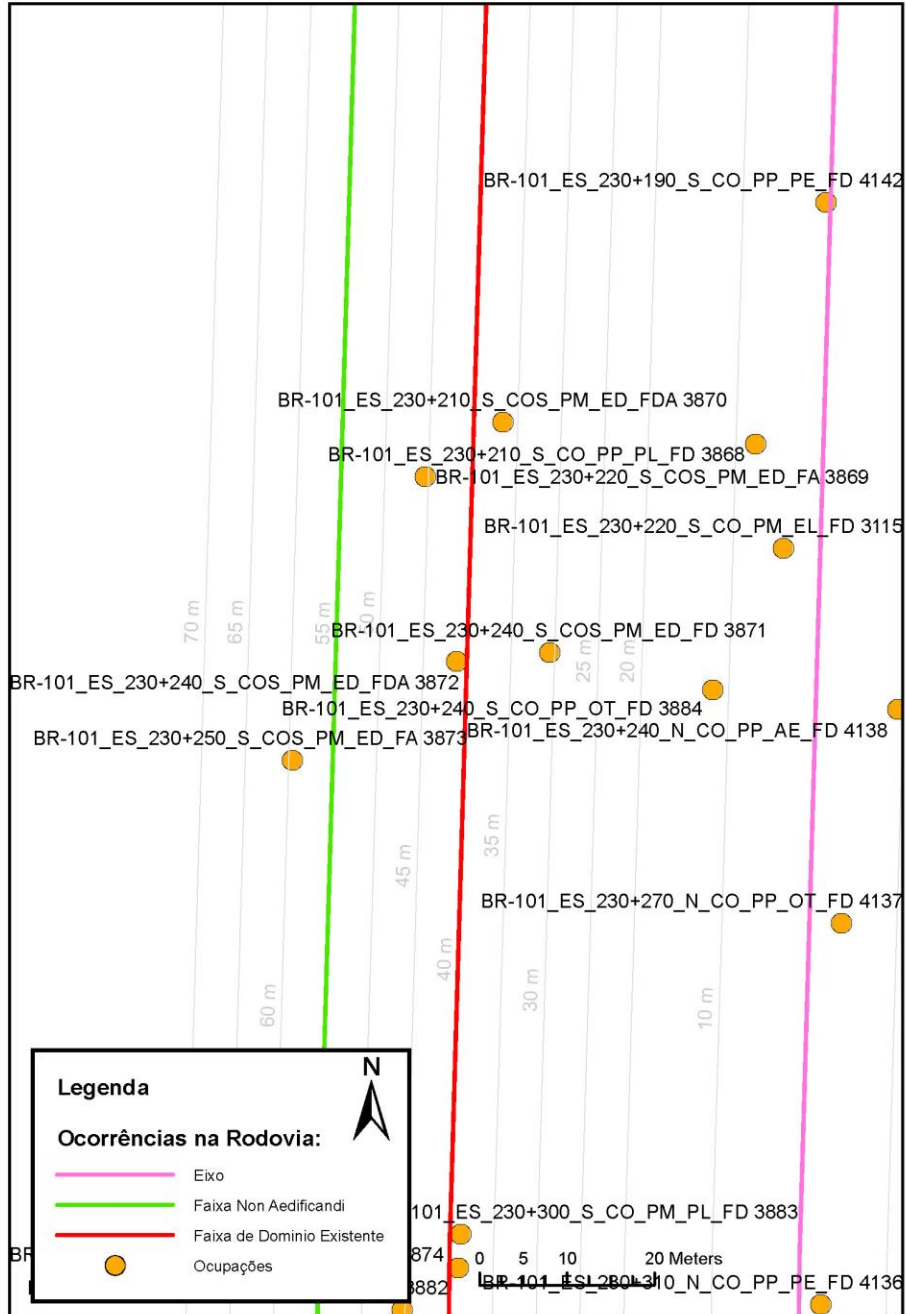 BR-101_ES_230+190_S_CO_PP_PE_FD 4142
BR-101_ES_230+210_S_COS_PM_ED_FDA 3870
BR-101_ES_230+210_S_CO_PP_PL_FD 3868
BR-101_ES_230+220_S_COS_PM_ED_FA 3869
BR-101_ES_230+220_S_CO_PM_EL_FD 3115
70 m
65 m
55 m
BR-101_ES_230+240_S_COS_PM_ED_FD 3871
25 m
20 m
BR-101_ES_230+240_S_COS_PM_ED_FDA 3872
BR-101_ES_230+240_S_CO_PP_OT_FD 3884
BR-101_ES_230+240_N_CO_PP_AE_FD 4138
BR-101_ES_230+250_S_COS_PM_ED_FA 3873
45 m
35 m
BR-101_ES_230+270_N_CO_PP_OT_FD 4137
60 m
40 m
30 m
10 m
N
Legenda
Ocorrências na Rodovia:
Eixo
Faixa Non Aedificandi
Faixa de Dominio Existente
Ocupações
101_ES_230+300_S_CO_PM_PL_FD 3883
3874
3882
0 5 10 20 Meters
4136